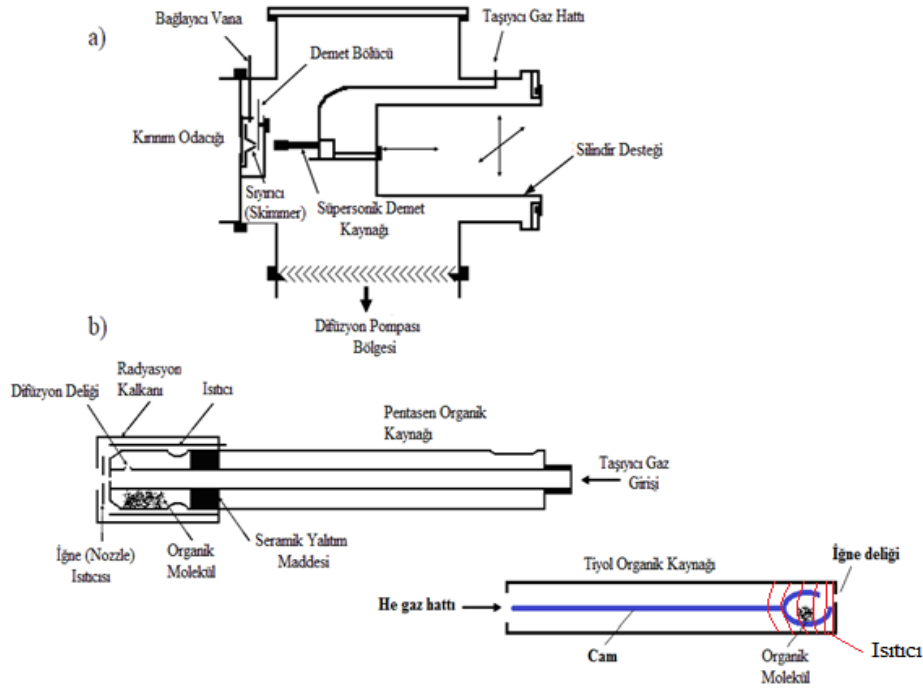 a)
Bağlayıcı Vana
Taşıyıcı Gaz
Hattı
Demet Bölücü
Kırınım Odacığı
Silindir Desteği
Sıyırıcı
(Skimmer)
Süpersonik Demet
Kaynağı
Difüzyon Pompası
Bölgesi
b)
Radyasyon
Kalkanı
Difüzyon Deliği
Isıtıcı
Pentasen Organik
Kaynağı
Taşıyıcı Gaz
Girişi
İğne (Nozzle)
Isıtıcısı
Organik
Molekül
Seramik Yalıtım
Maddesi
Tiyol Organik Kaynağı
İğne deliği
He gaz hattı
Cam
Organik
Molekül
Isıtıcı